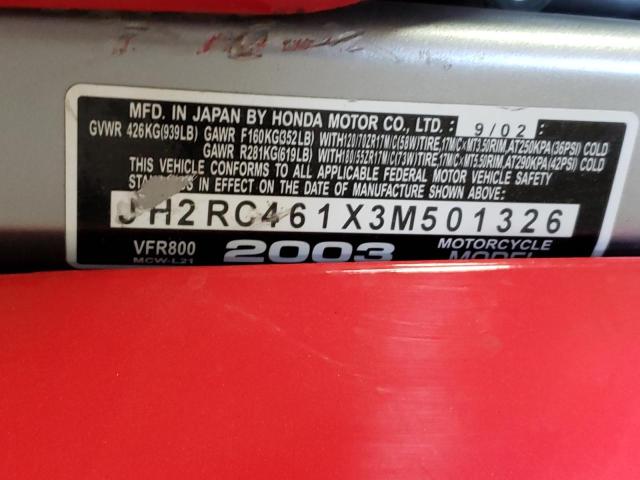 MFD. IN JAPAN BY HONDA MOTOR CO., LTD.: 9/02
GVWR 426KG(939LB) GAWR F160KG(352LB)WITH120/70ZR17M/C(58W)TIRE,17M/C×MT3.50RIM,AT250KPA(36PSI) COLD
GAWR R281KG(619LB)WITH180/55ZR17M/C(73W)TIRE,17M/C×MT5.50RIM,AT290KPA(42PSI) COLD
THIS VEHICLE CONFORMS TO ALL APPLICABLE FEDERAL MOTOR VEHICLE SAFETY
STANDARDS IN EFFECT ON THE DATE OF MANUFACTURE SHOWN ABOVE.
JH2RC461X3M501326
VFR800 2003 MOTORCYCLE
MCW-L21 MODEL